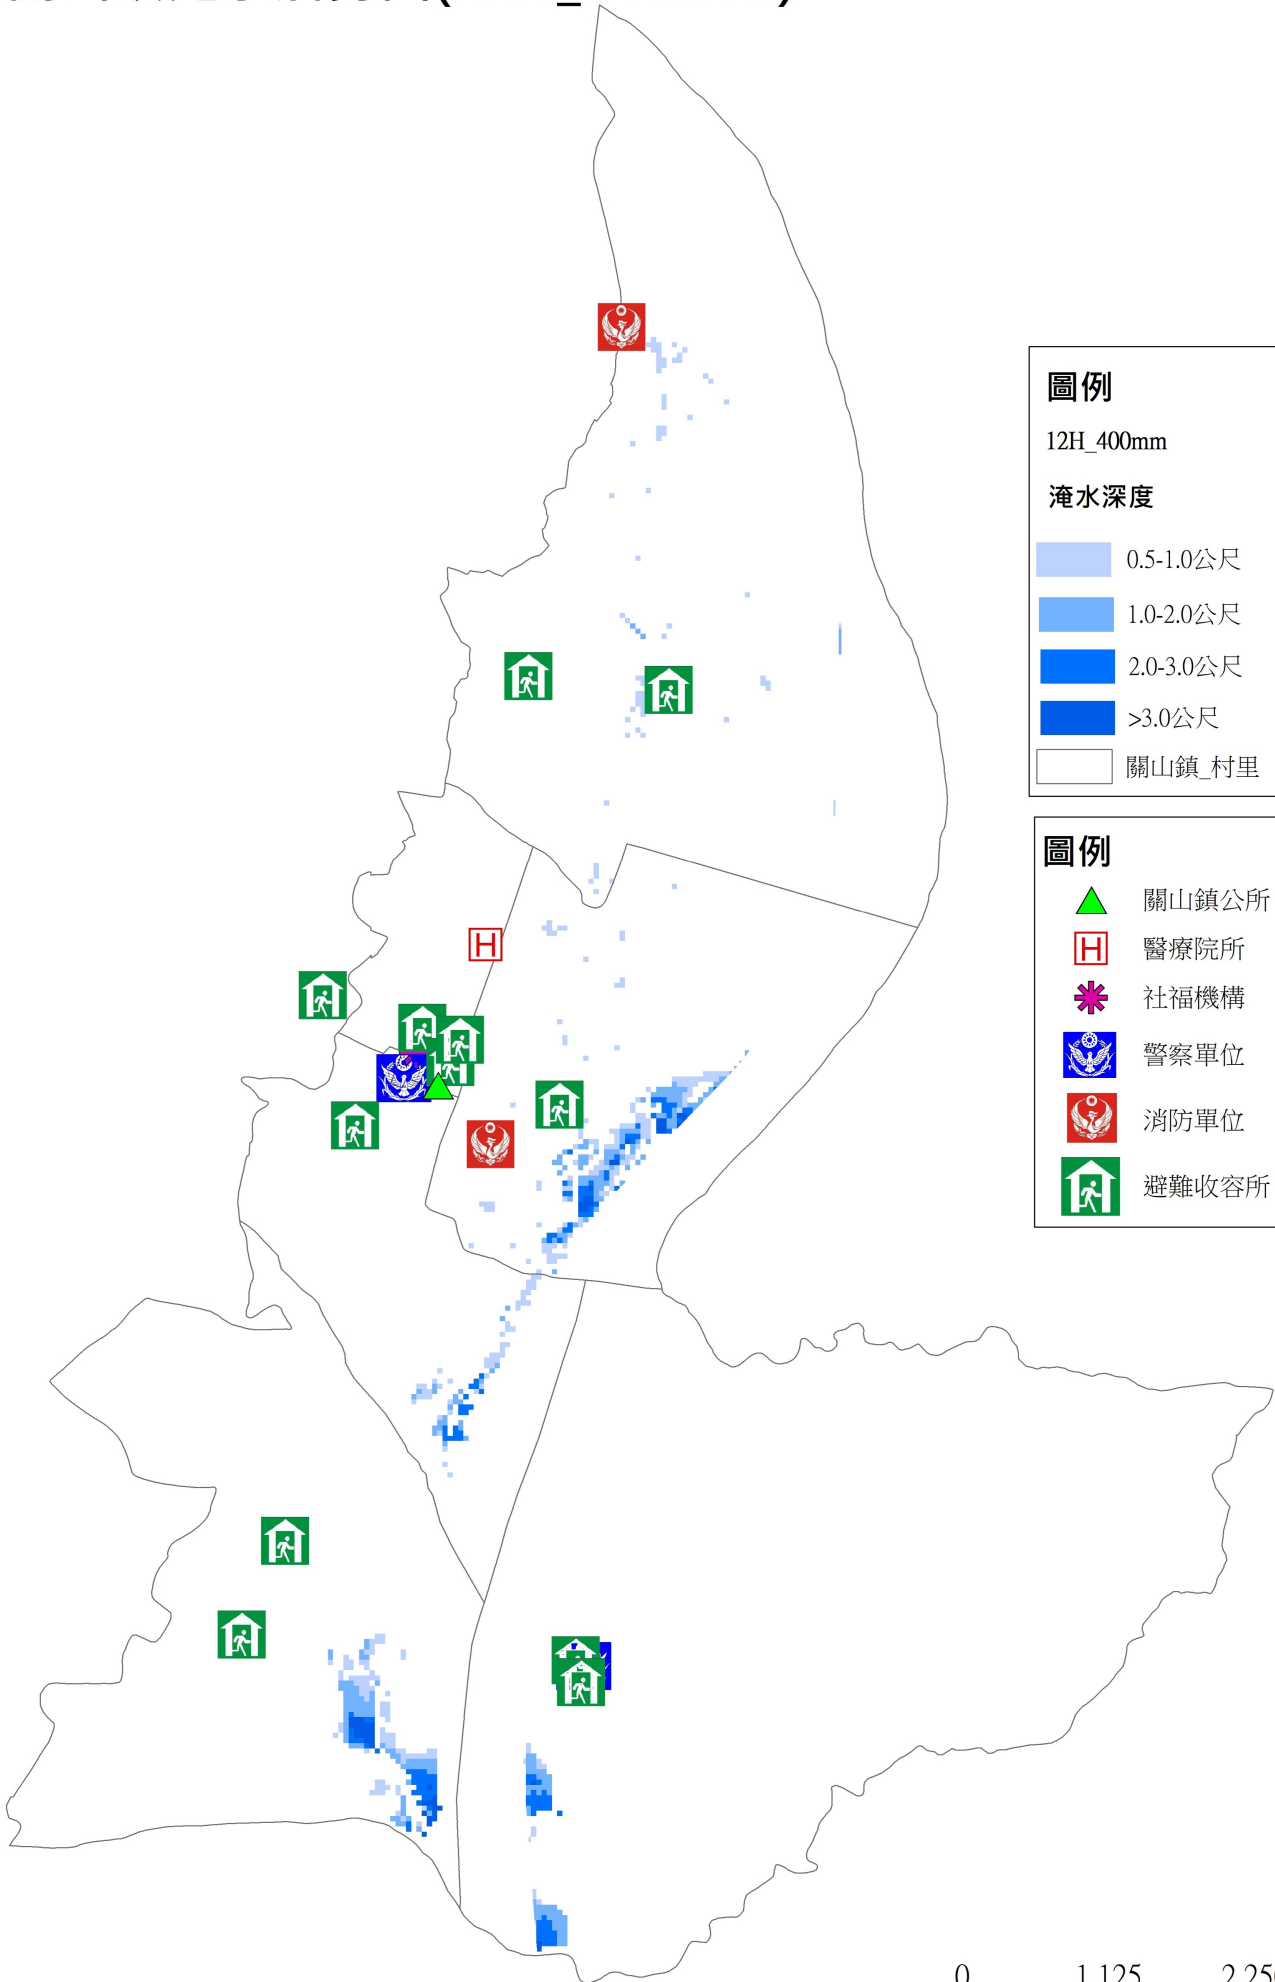 圖例
12H_400mm
淹水深度
0.5-1.0公尺
1.0-2.0公尺
2.0-3.0公尺
>3.0公尺
關山鎮_村里
圖例
關山鎮公所
H 醫療院所
社福機構
警察單位
消防單位
避難收容所
H
0 1,125